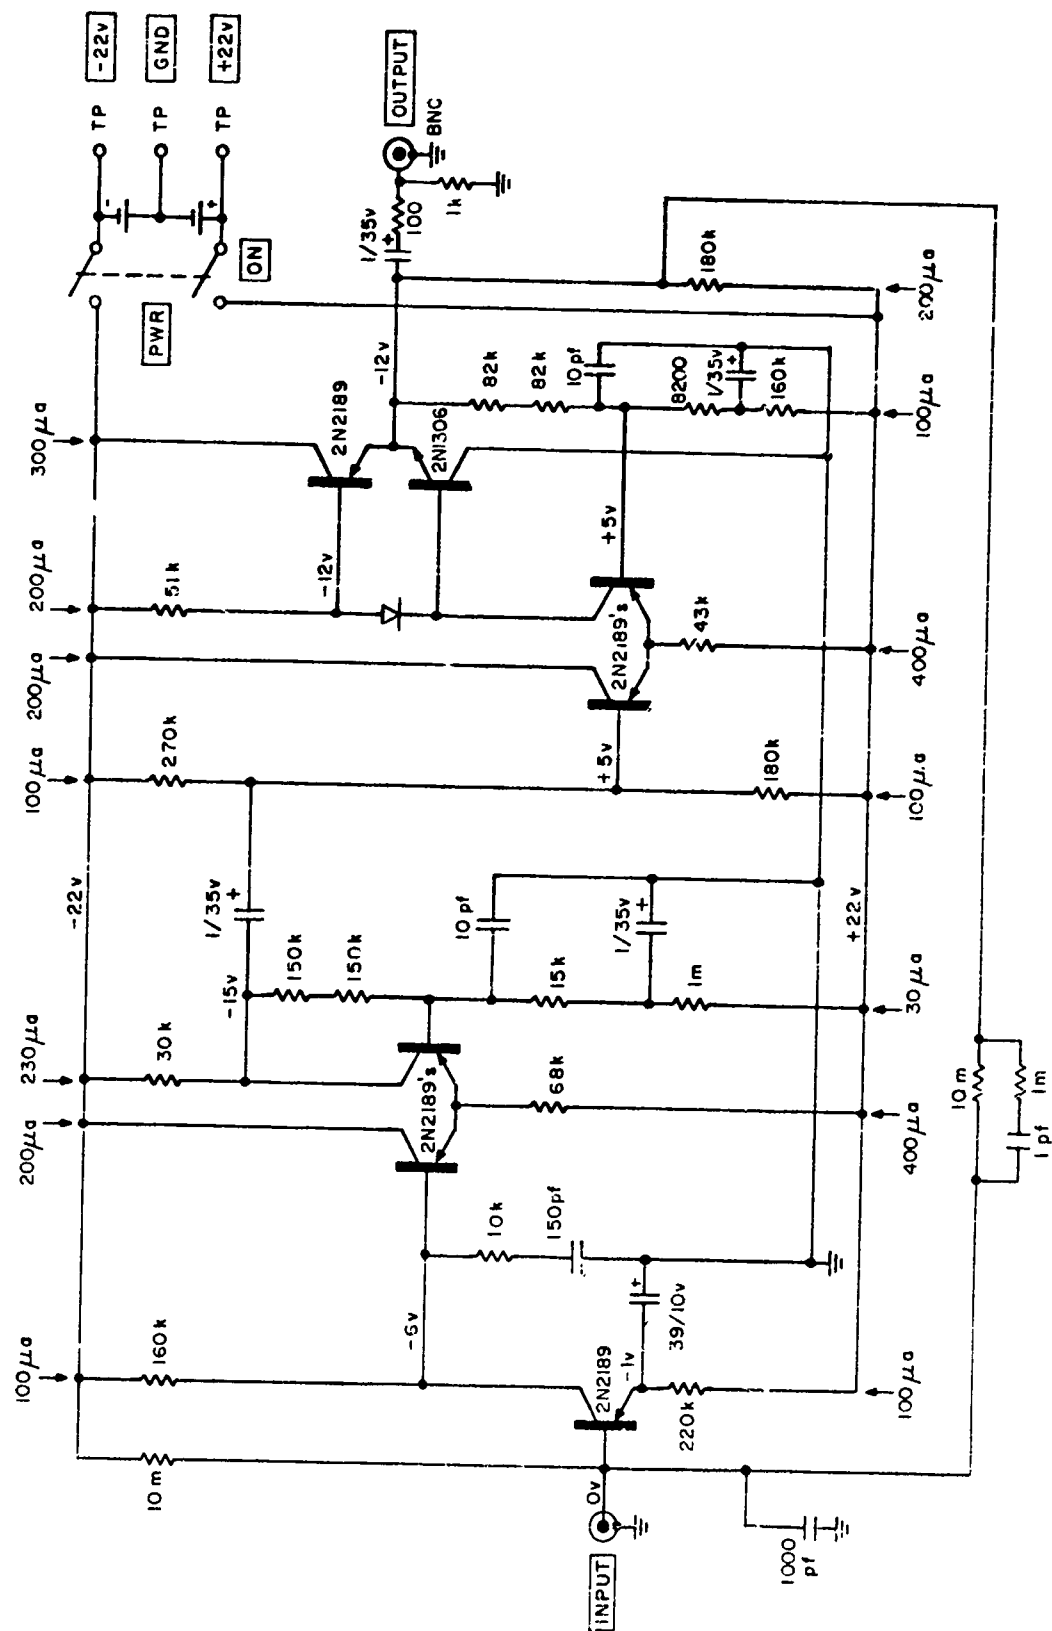 -22v
GND
+22v
TP
TP
TP
-
+
PWR
ON
OUTPUT
BNC
1/35v
+
100
1k
300µa
200µa
200µa
100µa
-22v
230µa
200µa
100µa
51k
2N2189
-12v
-12v
2N1306
82k
82k
10pf
8200
1/35v
+
160k
180k
200µa
100µa
+5v
2N2189's
43k
400µa
270k
+5v
180k
100µa
1/35v
+
-15v
150k
150k
10pf
15k
1/35v
+
1m
+22v
30µa
30k
2N2189's
68k
400µa
10k
150pf
-6v
160k
+
39/10v
-1v
2N2189
220k
100µa
10m
0v
INPUT
1000
pf
10m
1m
1pf